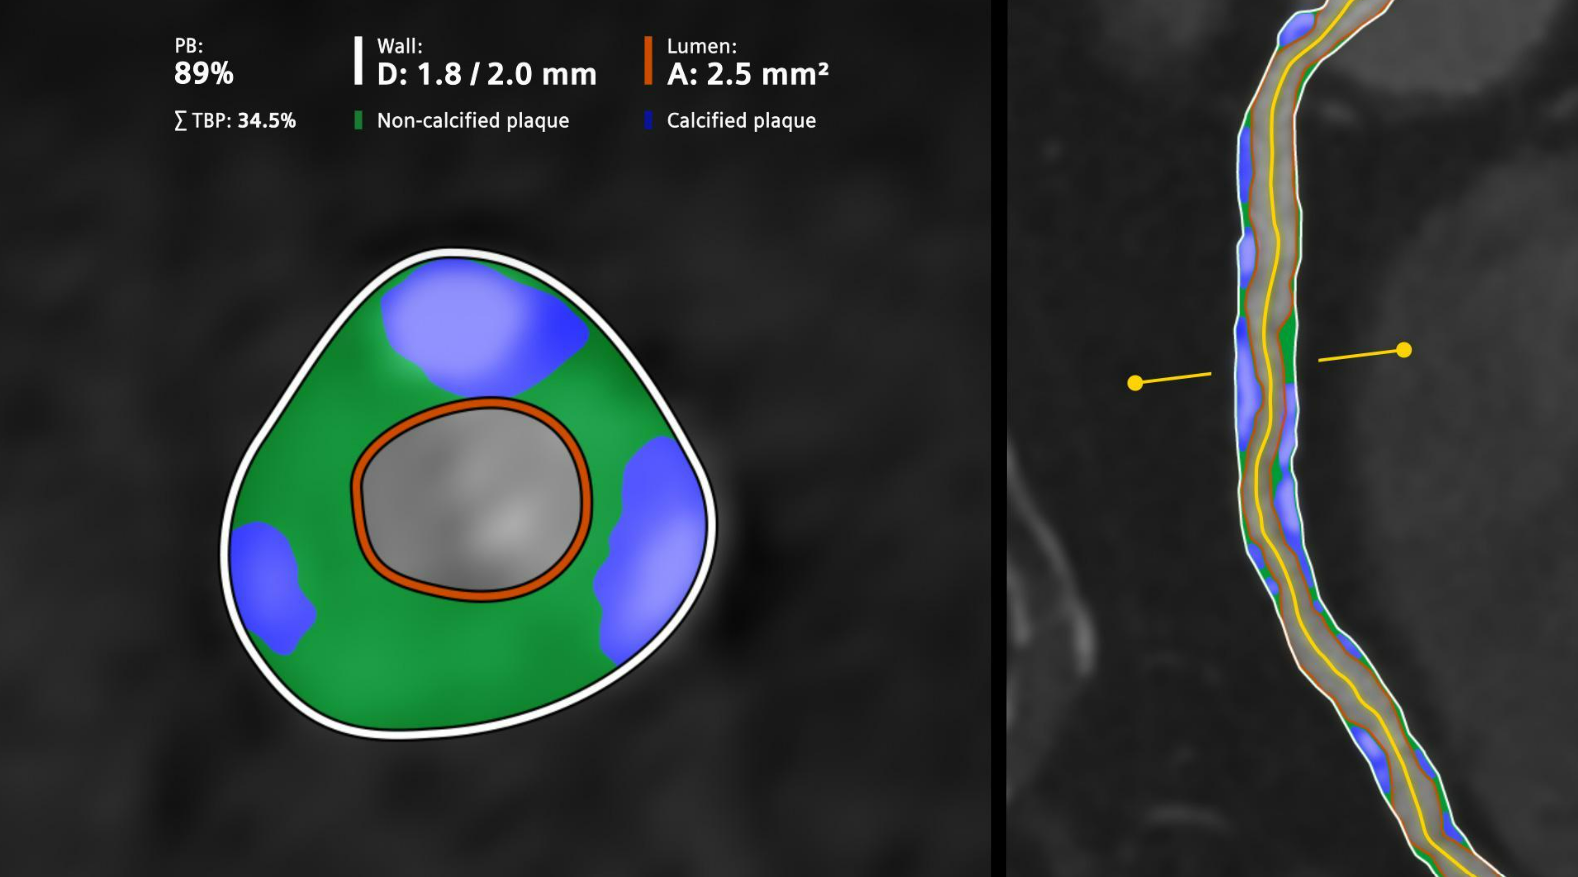 PB:
89%
∑ TBP: 34.5%
Wall:
D: 1.8 / 2.0 mm
Non-calcified plaque
Lumen:
A: 2.5 mm²
Calcified plaque